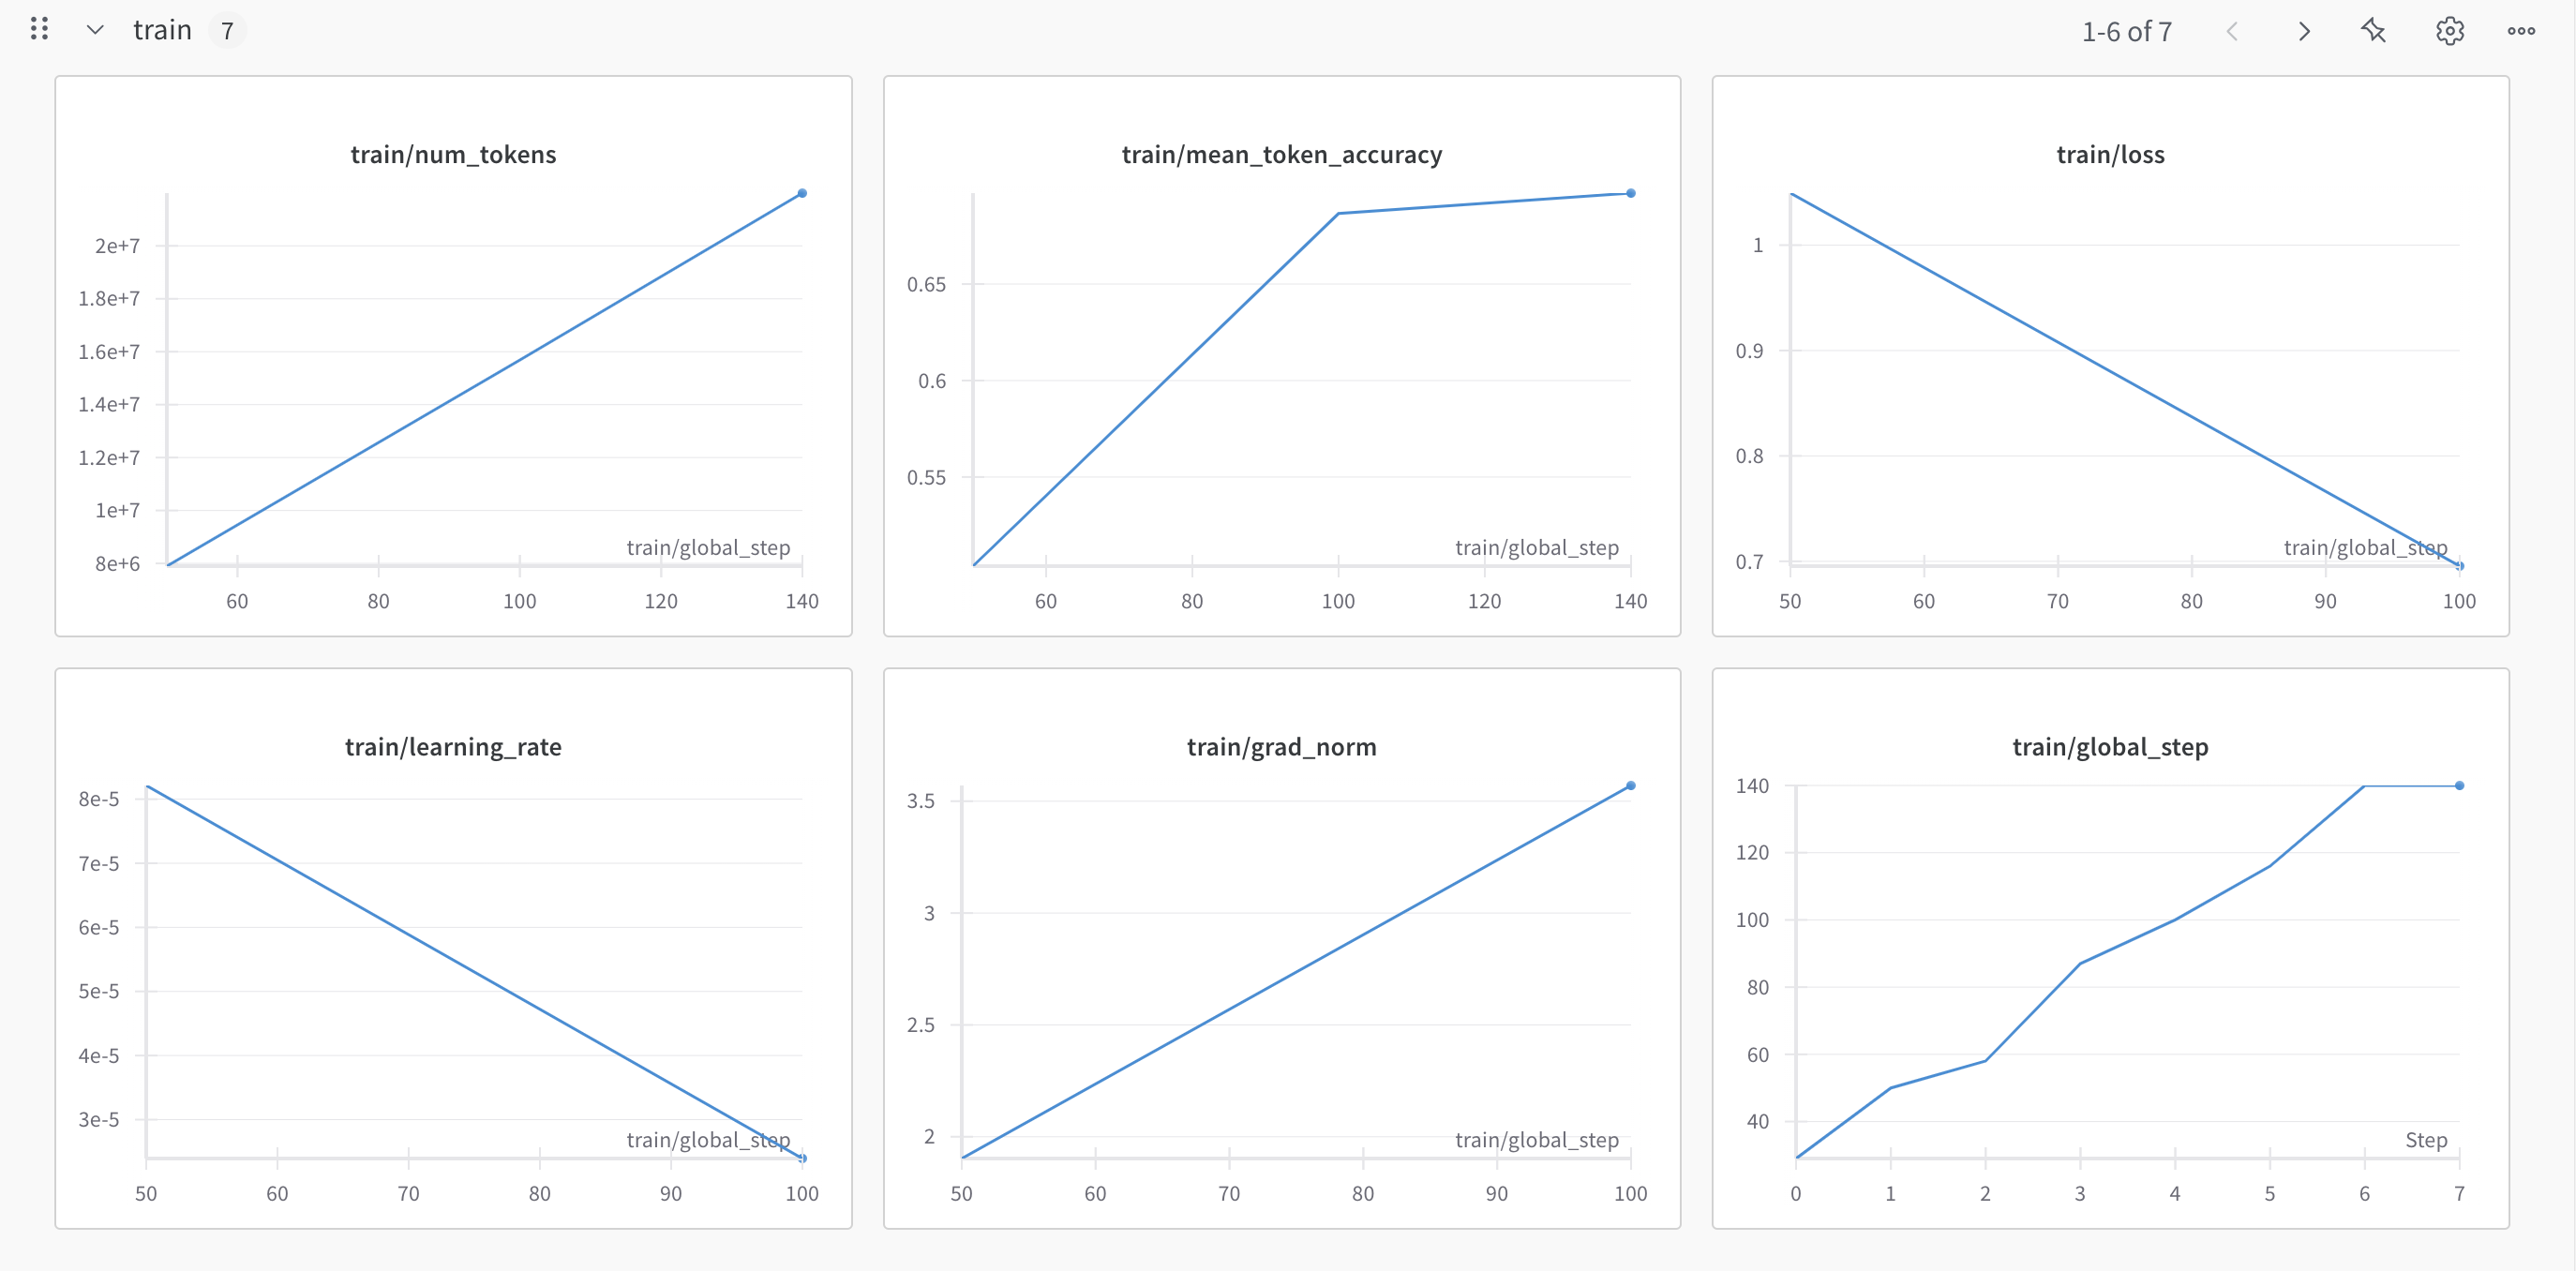 train 7
1-6 of 7
train/num_tokens
2e+7
1.8e+7
1.6e+7
1.4e+7
1.2e+7
1e+7
8e+6
train/global_step
60 80 100 120 140
train/mean_token_accuracy
0.65
0.6
0.55
train/global_step
60 80 100 120 140
train/loss
1
0.9
0.8
0.7
train/global_step
50 60 70 80 90 100
train/learning_rate
8e-5
7e-5
6e-5
5e-5
4e-5
3e-5
train/global_step
50 60 70 80 90 100
train/grad_norm
3.5
3
2.5
2
train/global_step
50 60 70 80 90 100
train/global_step
140
120
100
80
60
40
Step
0 1 2 3 4 5 6 7